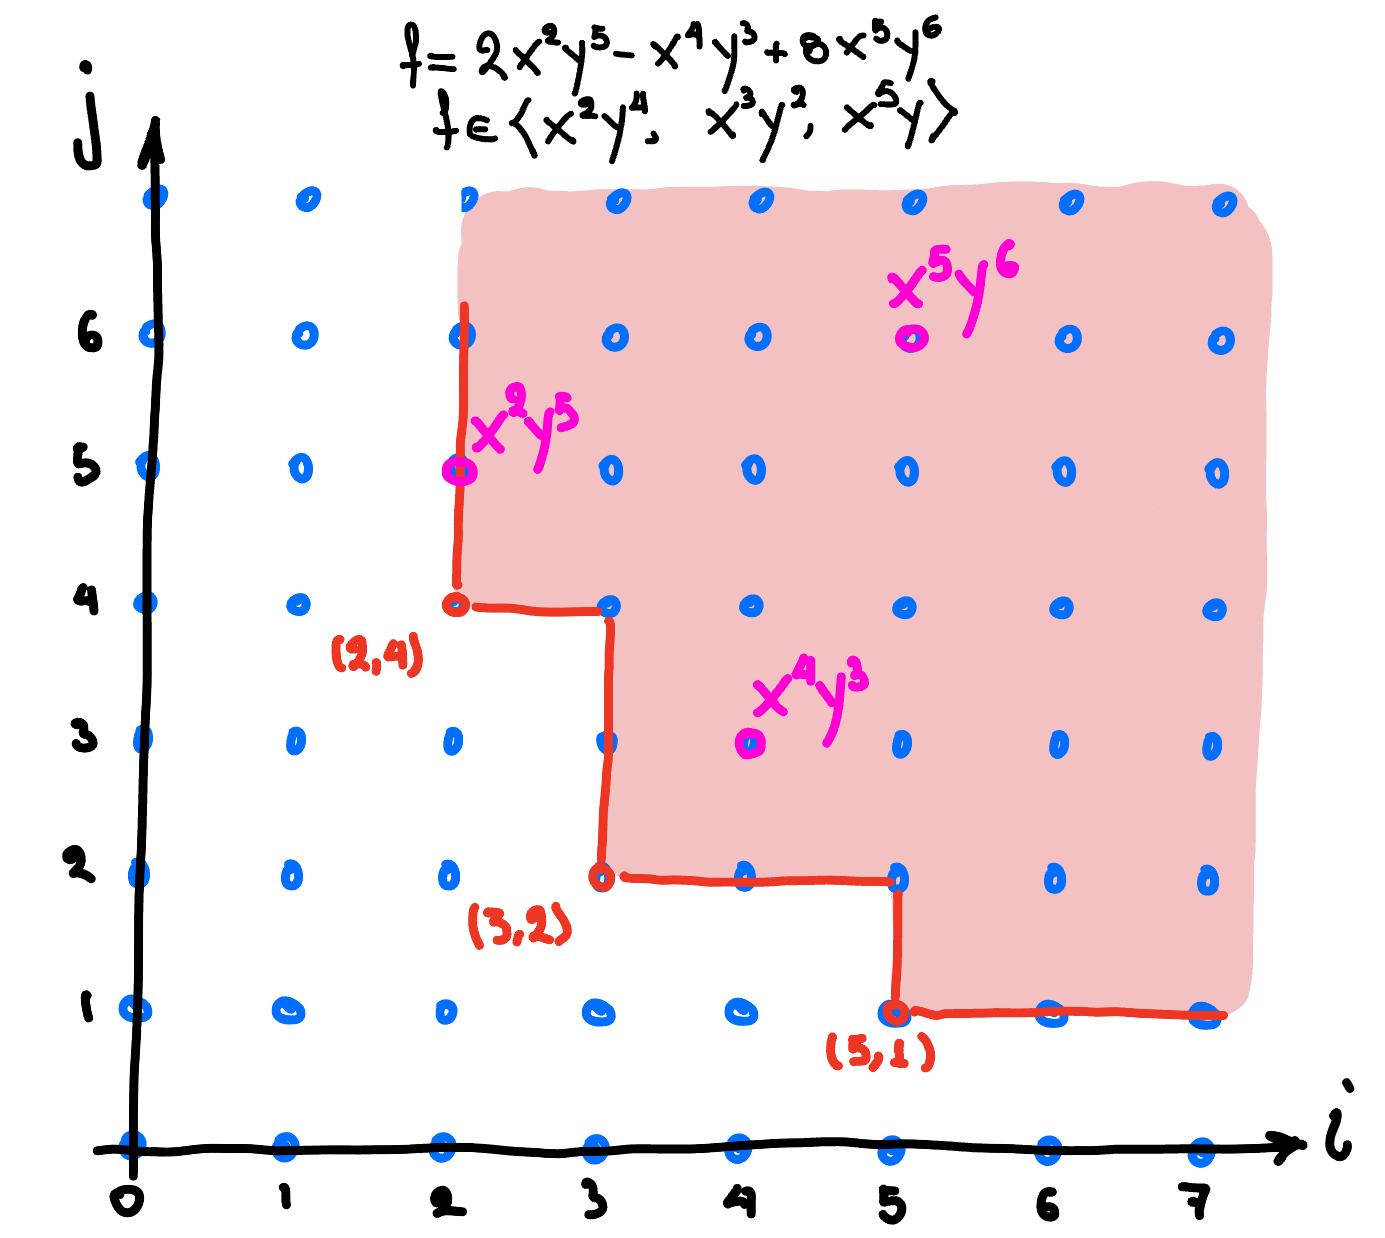 f = 2x²y⁵ - x⁴y³ + 8x⁵y⁶
f ∈ ⟨x²y⁴, x³y², x⁵y⟩
j
x⁵y⁶
6
x²y⁵
5
4
(2,4)
x⁴y³
3
2
(3,2)
1
(5,1)
i
0 1 2 3 4 5 6 7